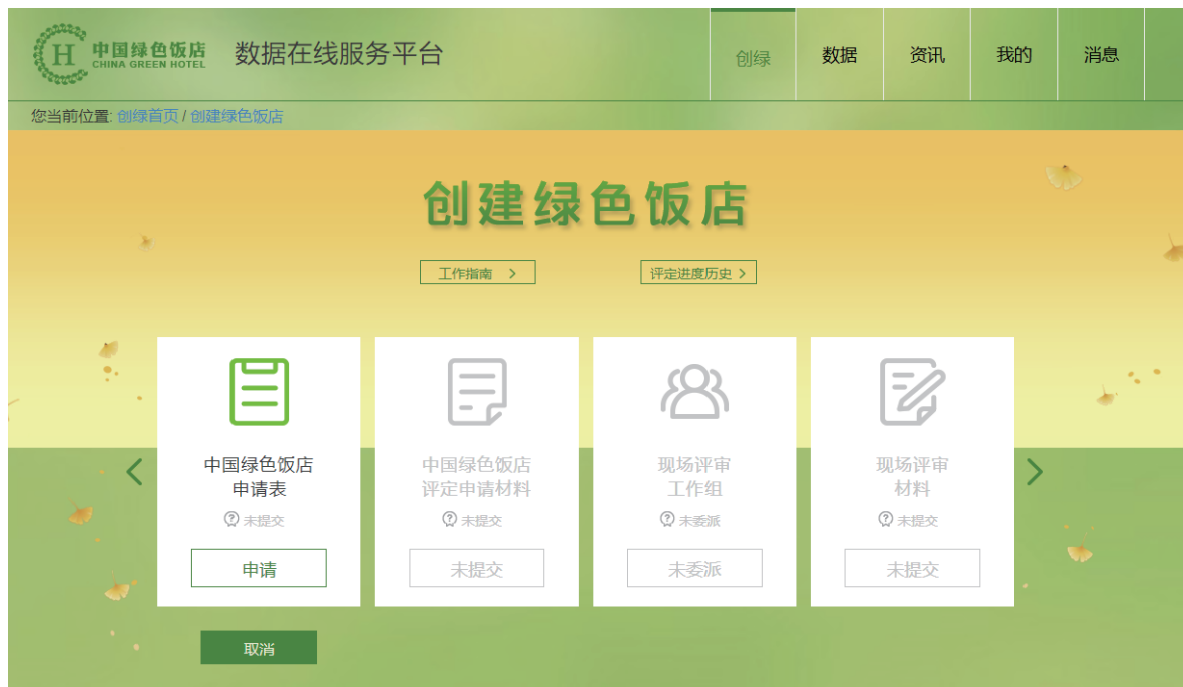 中国绿色饭店
CHINA GREEN HOTEL
数据在线服务平台
创绿
数据
资讯
我的
消息
您当前位置: 创绿首页 / 创建绿色饭店
创建绿色饭店
工作指南 >
评定进度历史 >
中国绿色饭店
申请表
? 未提交
申请
中国绿色饭店
评定申请材料
? 未提交
未提交
现场评审
工作组
? 未委派
未委派
现场评审
材料
? 未提交
未提交
取消